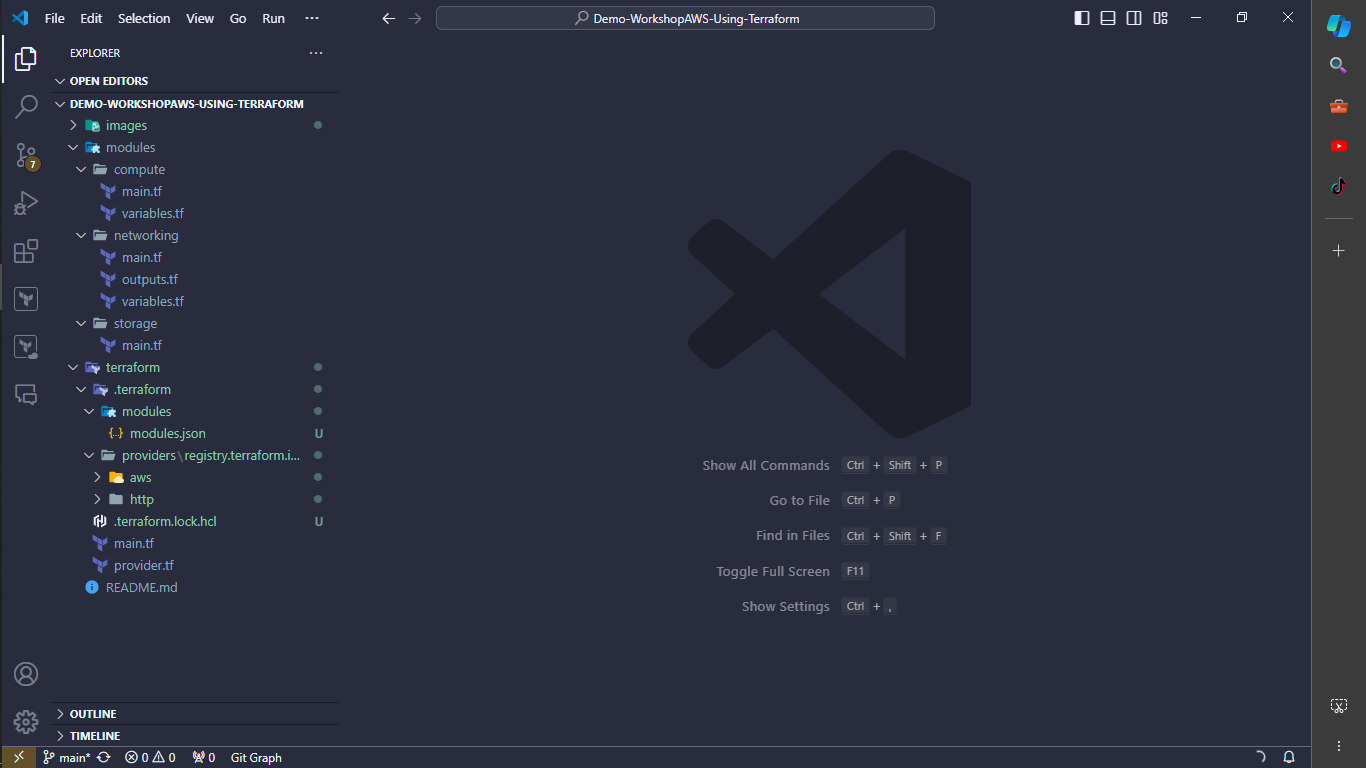 File Edit Selection View Go Run ···
Demo-WorkshopAWS-Using-Terraform
EXPLORER
OPEN EDITORS
DEMO-WORKSHOPAWS-USING-TERRAFORM
images
modules
compute
main.tf
variables.tf
networking
main.tf
outputs.tf
variables.tf
storage
main.tf
terraform
.terraform
modules
{..} modules.json U
providers\registry.terraform.i...
aws
http
.terraform.lock.hcl U
main.tf
provider.tf
README.md
7
Show All Commands Ctrl + Shift + P
Go to File Ctrl + P
Find in Files Ctrl + Shift + F
Toggle Full Screen F11
Show Settings Ctrl + ,
OUTLINE
TIMELINE
main* 0 0 0 Git Graph